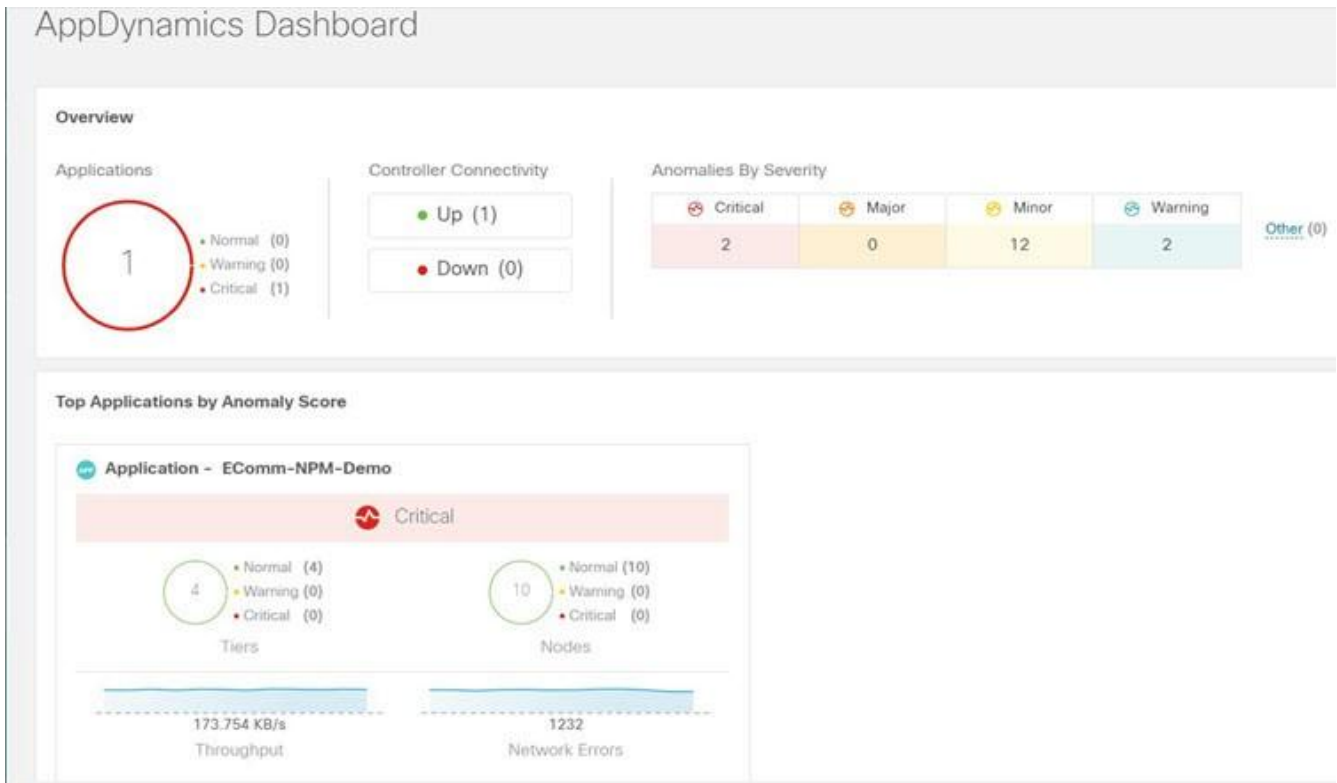 AppDynamics Dashboard
Overview
Applications
1
Normal (0)
Warning (0)
Critical (1)
Controller Connectivity
Up (1)
Down (0)
Anomalies By Severity
Critical Major Minor Warning
2 0 12 2
Other (0)
Top Applications by Anomaly Score
APP Application - EComm-NPM-Demo
Critical
4
Normal (4)
Warning (0)
Critical (0)
Tiers
10
Normal (10)
Warning (0)
Critical (0)
Nodes
173.754 KB/s
Throughput
1232
Network Errors